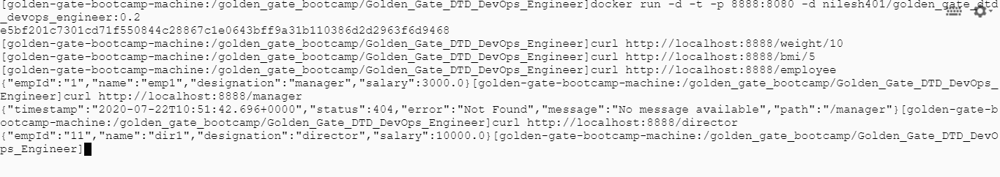 [golden-gate-bootcamp-machine:/golden_gate_bootcamp/Golden_Gate_DTD_DevOps_Engineer]docker run -d -t -p 8888:8080 -d nilesh401/golden_gate_dtd
_devops_engineer:0.2
e5bf201c7301cd71f550844c28867c1e0643bff9a31b110386d2d2963f6d9468
[golden-gate-bootcamp-machine:/golden_gate_bootcamp/Golden_Gate_DTD_DevOps_Engineer]curl http://localhost:8888/weight/10
[golden-gate-bootcamp-machine:/golden_gate_bootcamp/Golden_Gate_DTD_DevOps_Engineer]curl http://localhost:8888/bmi/5
[golden-gate-bootcamp-machine:/golden_gate_bootcamp/Golden_Gate_DTD_DevOps_Engineer]curl http://localhost:8888/employee
{"empId":"1","name":"emp1","designation":"manager","salary":3000.0}[golden-gate-bootcamp-machine:/golden_gate_bootcamp/Golden_Gate_DTD_DevOps_
Engineer]curl http://localhost:8888/manager
{"timestamp":"2020-07-22T10:51:42.696+0000","status":404,"error":"Not Found","message":"No message available","path":"/manager"}[golden-gate-b
ootcamp-machine:/golden_gate_bootcamp/Golden_Gate_DTD_DevOps_Engineer]curl http://localhost:8888/director
{"empId":"11","name":"dir1","designation":"director","salary":10000.0}[golden-gate-bootcamp-machine:/golden_gate_bootcamp/Golden_Gate_DTD_DevO
ps_Engineer]